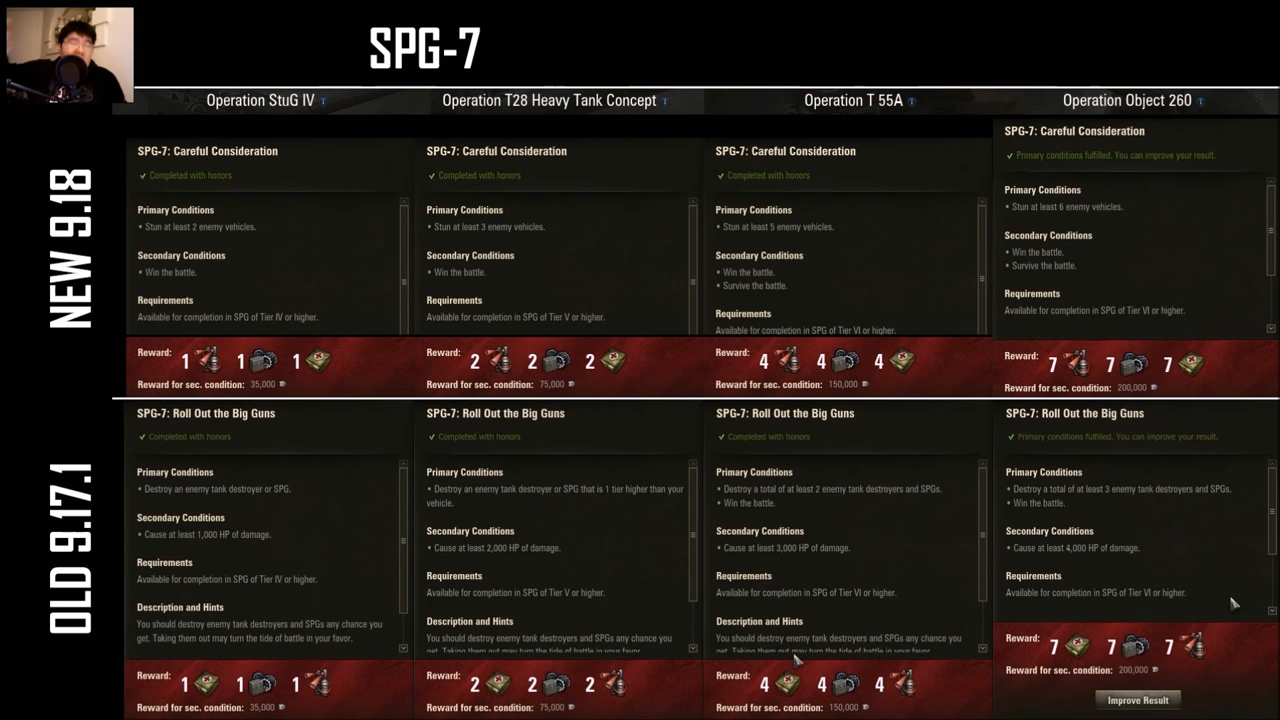 SPG-7
Operation StuG IV
Operation T28 Heavy Tank Concept
Operation T 55A
Operation Object 260
NEW 9.18
SPG-7: Careful Consideration
Completed with honors
Primary Conditions
• Stun at least 2 enemy vehicles.
Secondary Conditions
• Win the battle.
Requirements
Available for completion in SPG of Tier IV or higher.
Reward: 1 1 1
Reward for sec. condition: 35,000
SPG-7: Careful Consideration
Completed with honors
Primary Conditions
• Stun at least 3 enemy vehicles.
Secondary Conditions
• Win the battle.
Requirements
Available for completion in SPG of Tier V or higher.
Reward: 2 2 2
Reward for sec. condition: 75,000
SPG-7: Careful Consideration
Completed with honors
Primary Conditions
• Stun at least 5 enemy vehicles.
Secondary Conditions
• Win the battle.
• Survive the battle.
Requirements
Available for completion in SPG of Tier VI or higher.
Reward: 4 4 4
Reward for sec. condition: 150,000
SPG-7: Careful Consideration
Primary conditions fulfilled. You can improve your result.
Primary Conditions
• Stun at least 6 enemy vehicles.
Secondary Conditions
• Win the battle.
• Survive the battle.
Requirements
Available for completion in SPG of Tier VI or higher.
Reward: 7 7 7
Reward for sec. condition: 200,000
OLD 9.17.1
SPG-7: Roll Out the Big Guns
Completed with honors
Primary Conditions
• Destroy an enemy tank destroyer or SPG.
Secondary Conditions
• Cause at least 1,000 HP of damage.
Requirements
Available for completion in SPG of Tier IV or higher.
Description and Hints
You should destroy enemy tank destroyers and SPGs any chance you
get. Taking them out may turn the tide of battle in your favor.
Reward: 1 1 1
Reward for sec. condition: 35,000
SPG-7: Roll Out the Big Guns
Completed with honors
Primary Conditions
• Destroy an enemy tank destroyer or SPG that is 1 tier higher than your
vehicle.
Secondary Conditions
• Cause at least 2,000 HP of damage.
Requirements
Available for completion in SPG of Tier V or higher.
Description and Hints
You should destroy enemy tank destroyers and SPGs any chance you
get. Taking them out may turn the tide of battle in your favor.
Reward: 2 2 2
Reward for sec. condition: 75,000
SPG-7: Roll Out the Big Guns
Completed with honors
Primary Conditions
• Destroy a total of at least 2 enemy tank destroyers and SPGs.
• Win the battle.
Secondary Conditions
• Cause at least 3,000 HP of damage.
Requirements
Available for completion in SPG of Tier VI or higher.
Description and Hints
You should destroy enemy tank destroyers and SPGs any chance you
get. Taking them out may turn the tide of battle in your favor.
Reward: 4 4 4
Reward for sec. condition: 150,000
SPG-7: Roll Out the Big Guns
Primary conditions fulfilled. You can improve your result.
Primary Conditions
• Destroy a total of at least 3 enemy tank destroyers and SPGs.
• Win the battle.
Secondary Conditions
• Cause at least 4,000 HP of damage.
Requirements
Available for completion in SPG of Tier VI or higher.
Reward: 7 7 7
Reward for sec. condition: 200,000
Improve Result